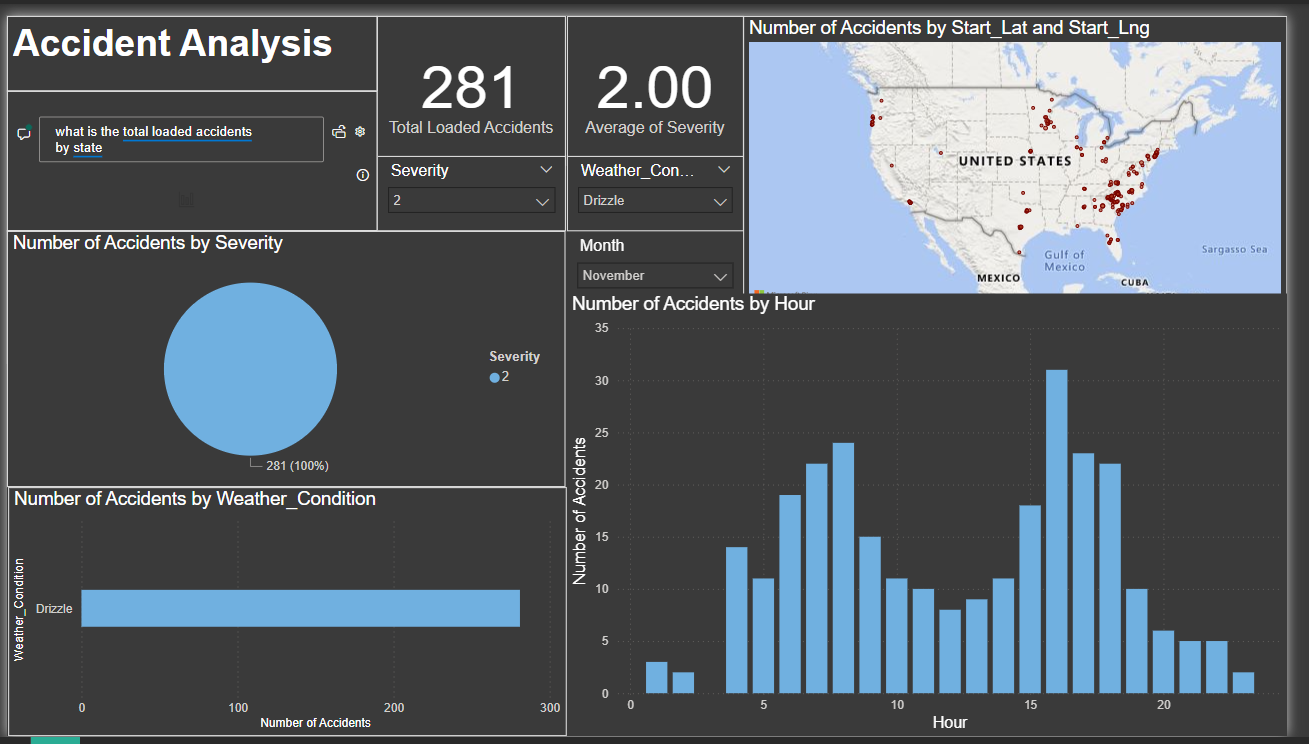 Accident Analysis
what is the total loaded accidents
by state
281
Total Loaded Accidents
2.00
Average of Severity
Severity
2
Weather_Con...
Drizzle
Month
November
Number of Accidents by Start_Lat and Start_Lng
UNITED STATES
Gulf of
Mexico
Sargasso Sea
MEXICO
CUBA
Number of Accidents by Severity
Severity
2
281 (100%)
Number of Accidents by Weather_Condition
Weather_Condition
Drizzle
0
100
200
300
Number of Accidents
Number of Accidents by Hour
Number of Accidents
35
30
25
20
15
10
5
0
0
5
10
15
20
Hour